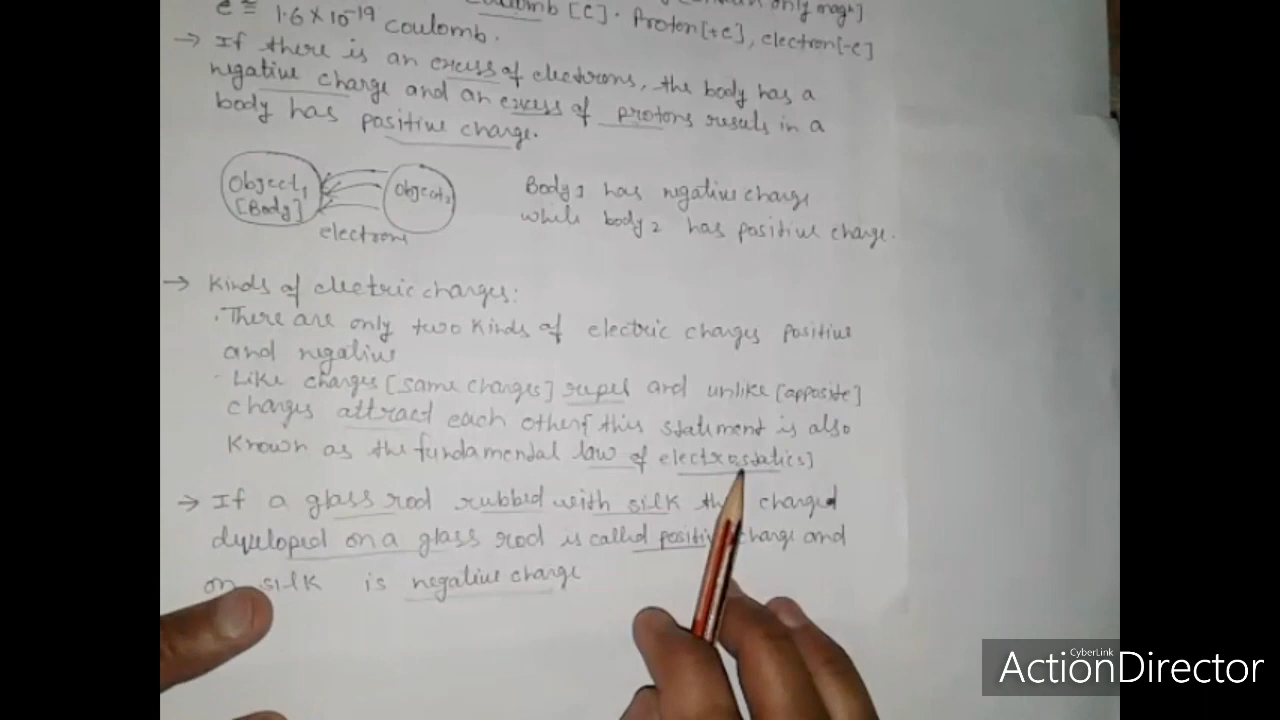 e ≅ 1.6 × 10⁻¹⁹ coulomb.
Coulomb [C]. Proton[+e], electron[-e]
→ If there is an excess of electrons, the body has a
negative charge and an excess of protons results in a
body has positive charge.
Object₁
[Body]
Object₂
electrons
Body₁ has negative charge
while body₂ has positive charge.
→ Kinds of electric charges:
· There are only two kinds of electric charges positive
and negative
· Like charges [same charges] repel and unlike [opposite]
charges attract each other [this statement is also
known as the fundamental law of electrostatics]
→ If a glass rod rubbed with silk the charged
developed on a glass rod is called positive charge and
on silk is negative charge
CyberLink
ActionDirector